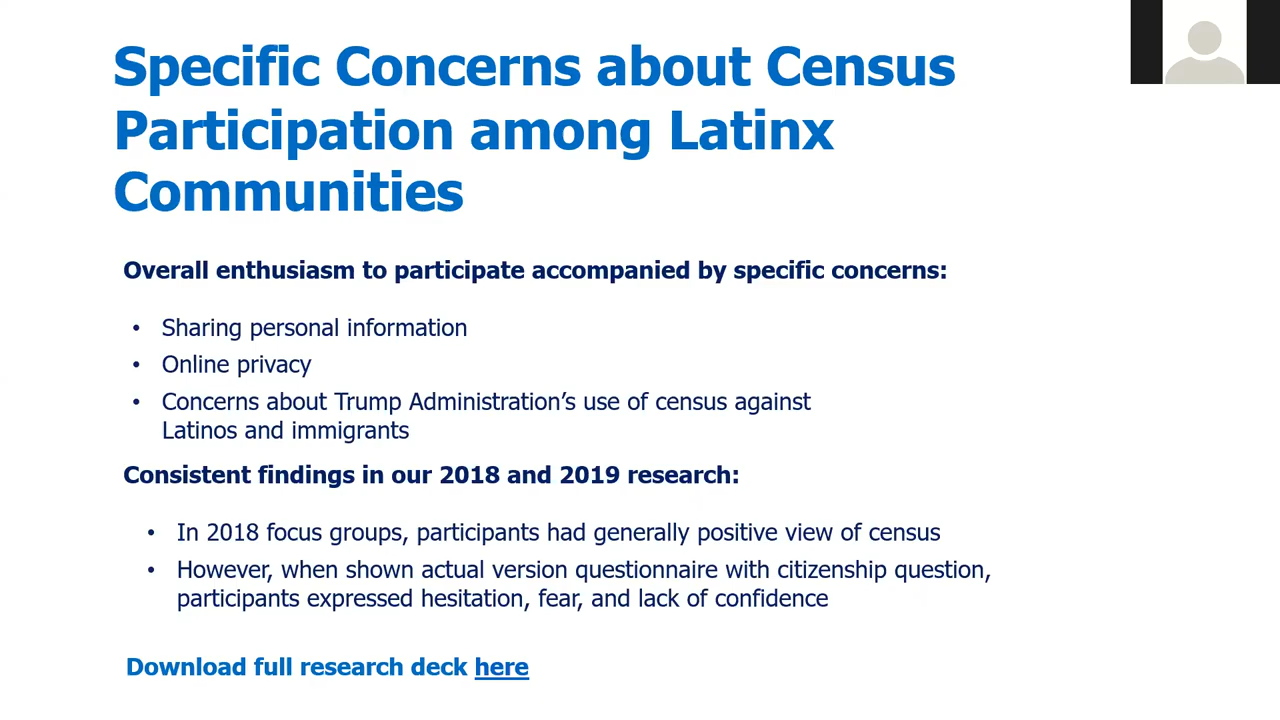 Specific Concerns about Census
Participation among Latinx
Communities
Overall enthusiasm to participate accompanied by specific concerns:
• Sharing personal information
• Online privacy
• Concerns about Trump Administration’s use of census against
Latinos and immigrants
Consistent findings in our 2018 and 2019 research:
• In 2018 focus groups, participants had generally positive view of census
• However, when shown actual version questionnaire with citizenship question,
participants expressed hesitation, fear, and lack of confidence
Download full research deck here